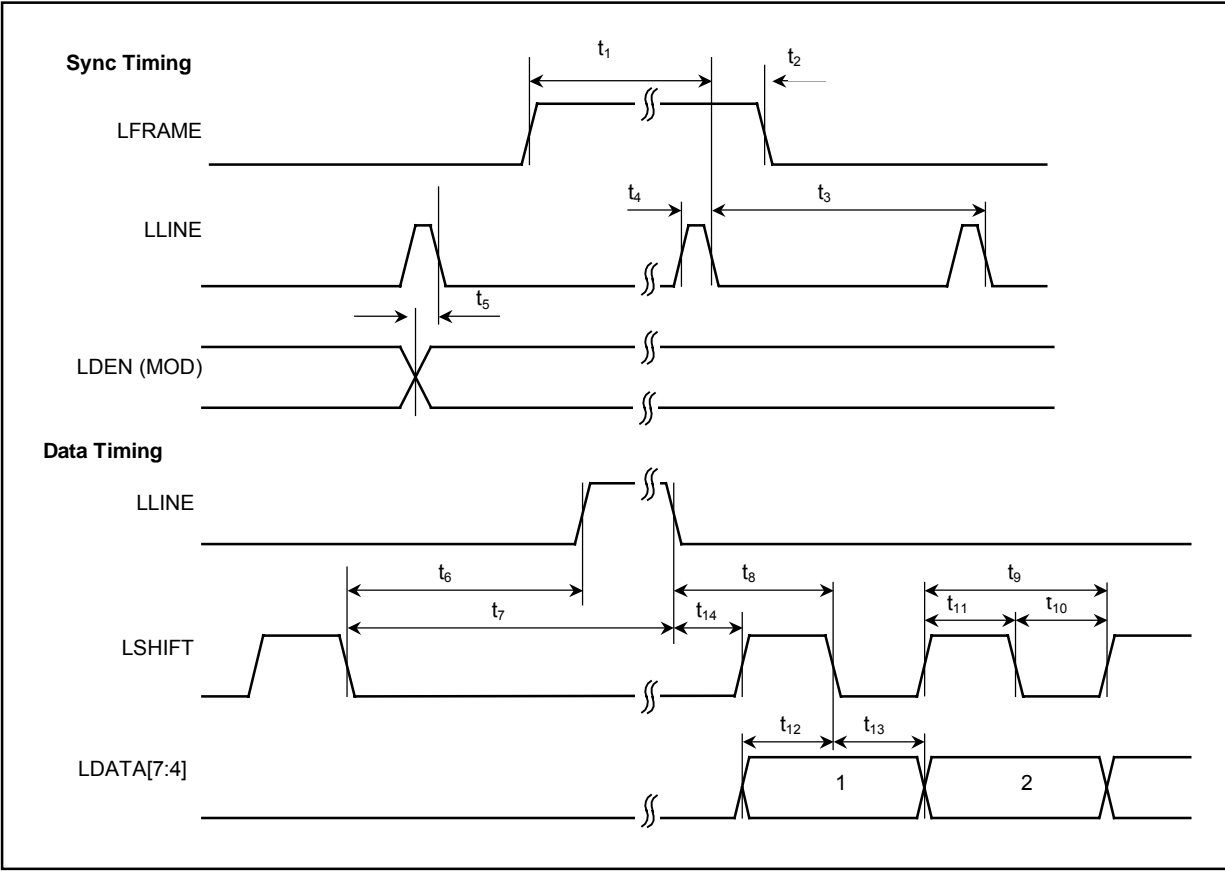 Sync Timing
t1
t2
LFRAME
t4
t3
LLINE
t5
LDEN (MOD)
Data Timing
LLINE
t6
t8
t9
t7
t14
t11
t10
LSHIFT
t12
t13
LDATA[7:4]
1
2